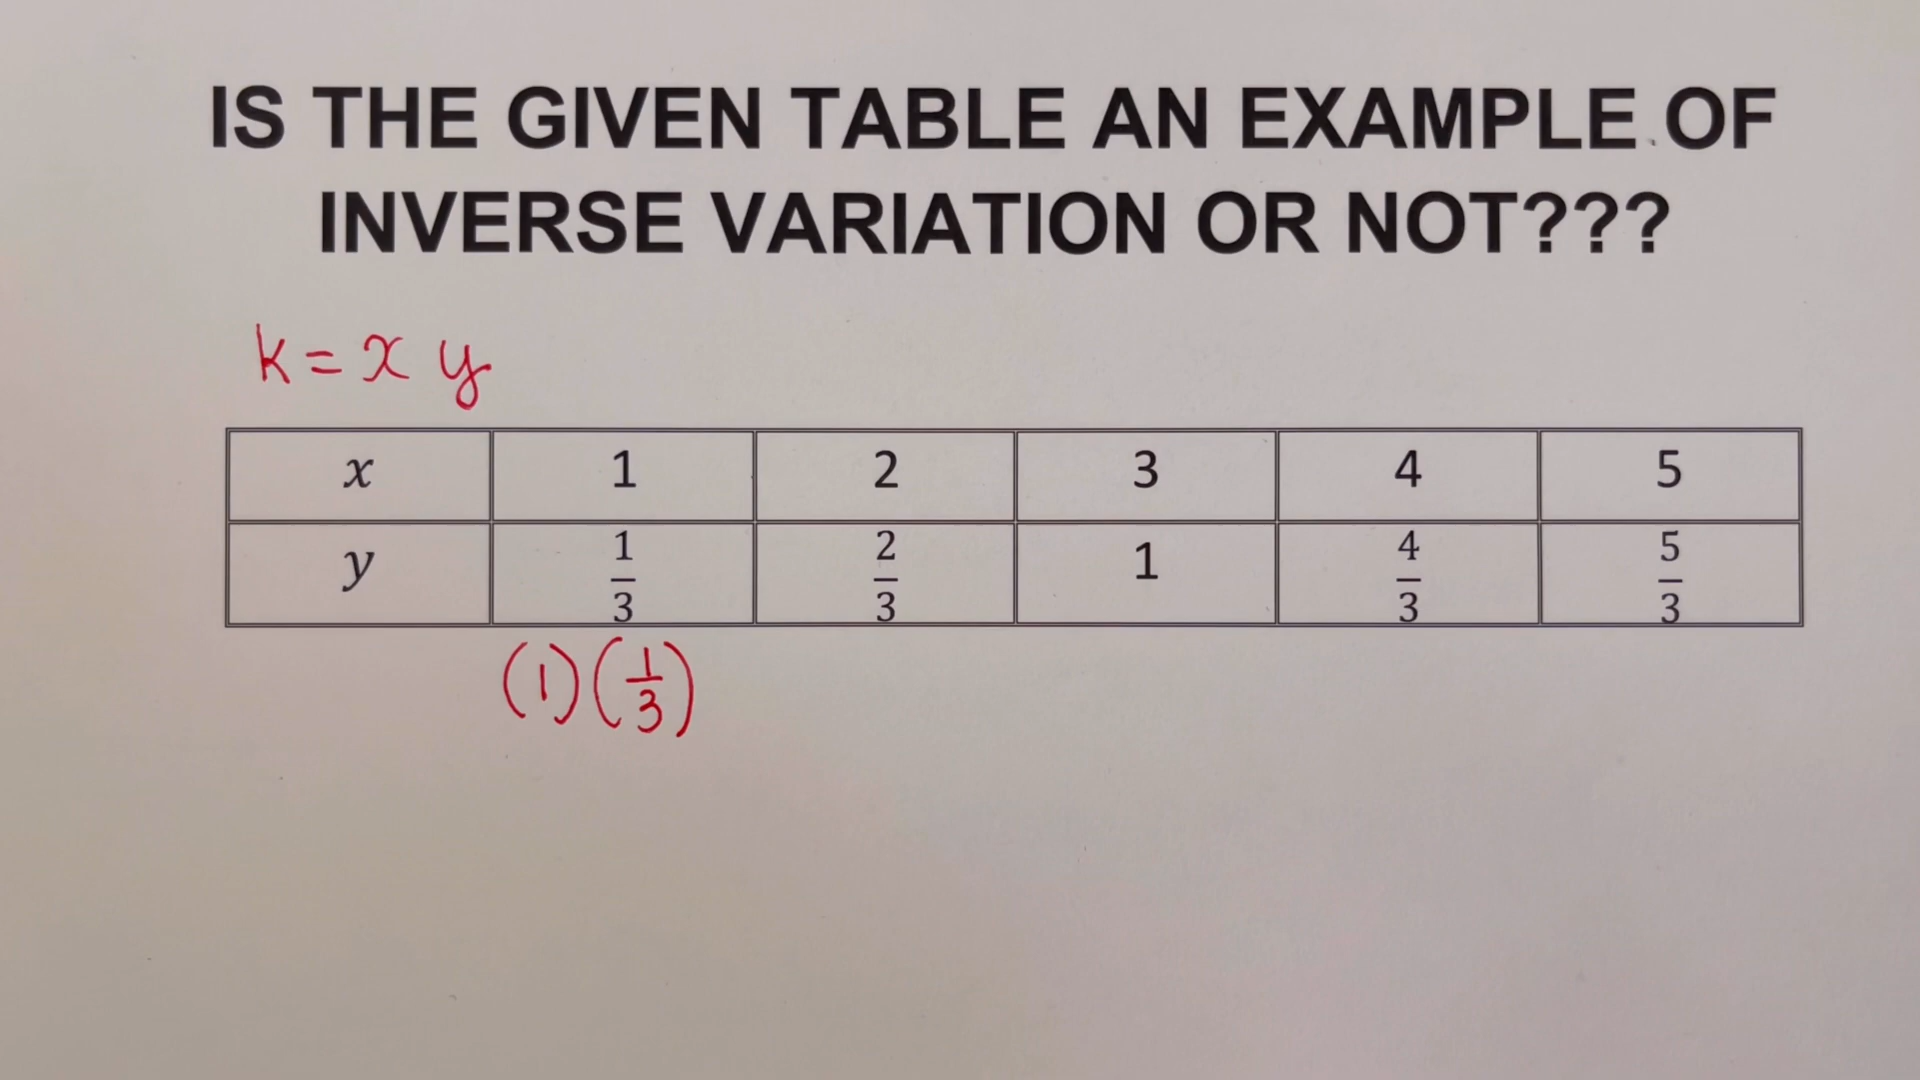 IS THE GIVEN TABLE AN EXAMPLE OF
INVERSE VARIATION OR NOT???
k = x y
x 1 2 3 4 5
y 1/3 2/3 1 4/3 5/3
(1)(1/3)